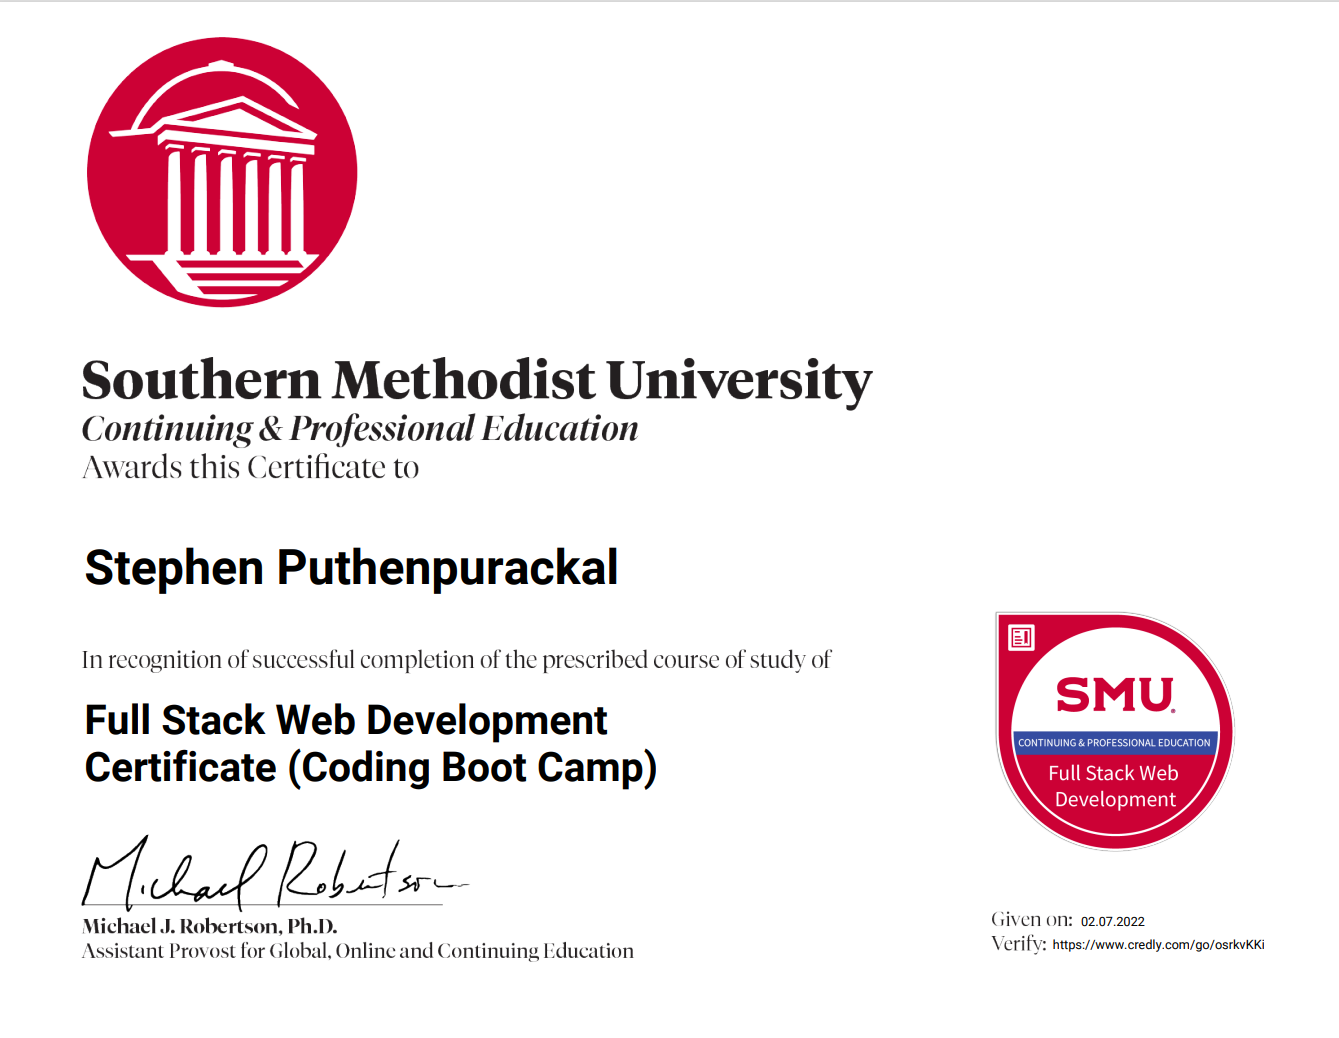 Southern Methodist University
Continuing & Professional Education
Awards this Certificate to
Stephen Puthenpurackal
In recognition of successful completion of the prescribed course of study of
Full Stack Web Development
Certificate (Coding Boot Camp)
Michael Robertson
Michael J. Robertson, Ph.D.
Assistant Provost for Global, Online and Continuing Education
SMU
CONTINUING & PROFESSIONAL EDUCATION
Full Stack Web
Development
Given on: 02.07.2022
Verify: https://www.credly.com/go/osrkvKKi